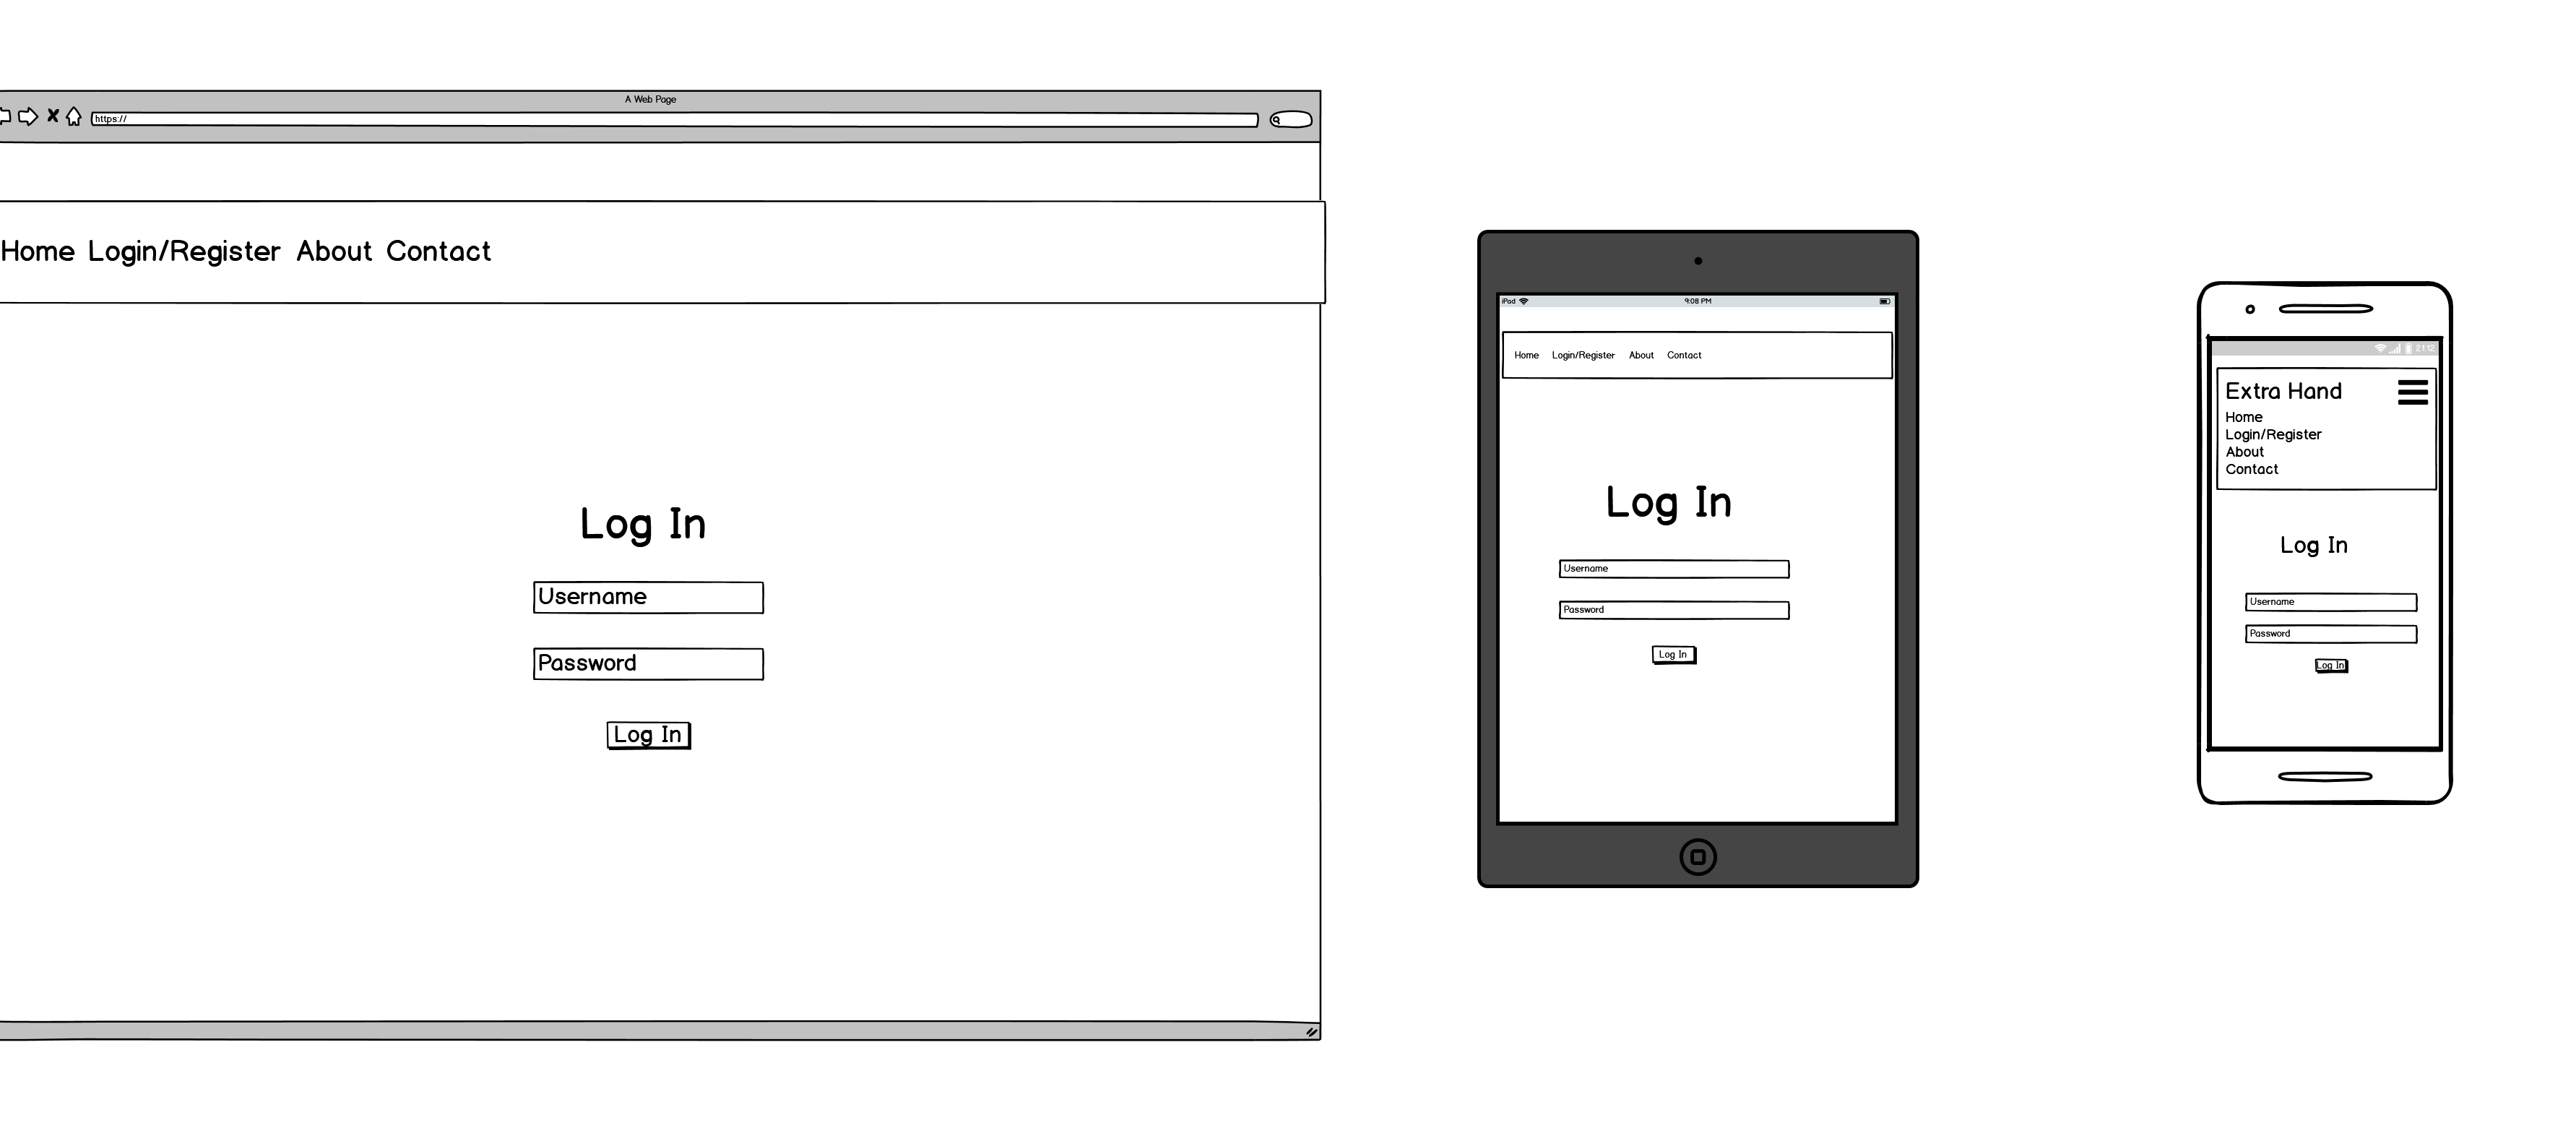 A Web Page
https://
Home Login/Register About Contact
Log In
Username
Password
Log In
iPad 9:08 PM
Home Login/Register About Contact
Log In
Username
Password
Log In
21:12
Extra Hand
Home
Login/Register
About
Contact
Log In
Username
Password
Log In